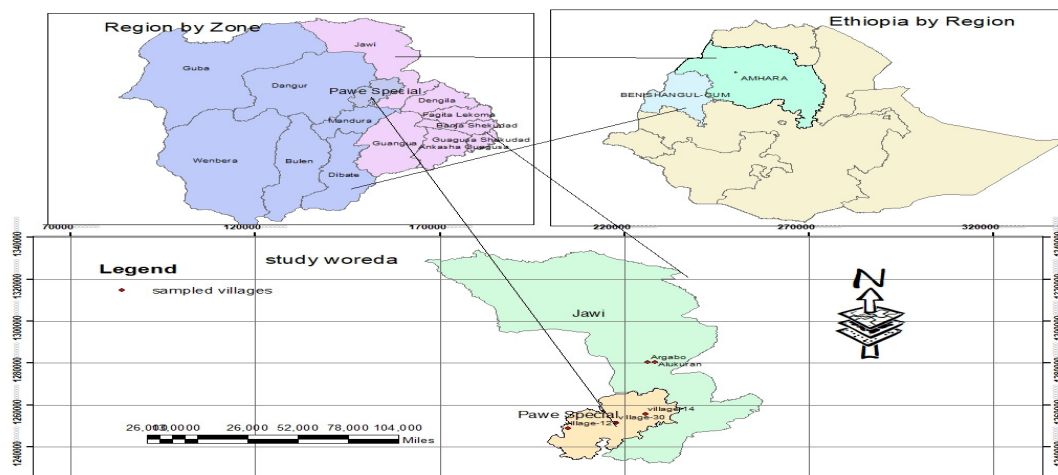 Region by Zone
Jawi
Guba
Dangur
Pawe Special
Dengila
Fagita Lekoma
Banja Shekudad
Mandura
Guangua
Guagusa Shekudad
Ankasha Guagusa
Wenbera
Bulen
Dibate
Ethiopia by Region
AMHARA
BENISHANGUL-GUM
70000 120000 170000 220000 270000 320000
Legend
sampled villages
study woreda
Jawi
N
Argabo
Alukuran
village-14
Pawe Special
village-30
village-12
26,000 26,000 52,000 78,000 104,000
Miles
1340000
1320000
1300000
1280000
1260000
1240000